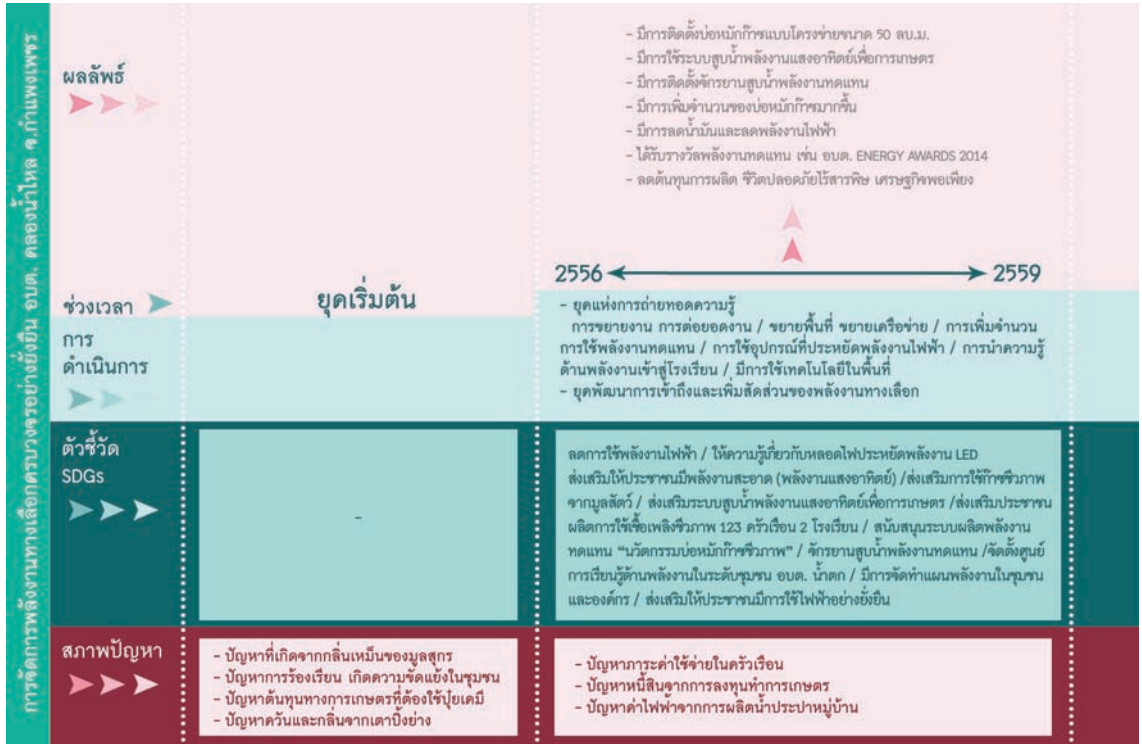 การจัดการพลังงานทางเลือกครบวงจรอย่างยั่งยืน อบต. คลองน้ำไหล จ.กำแพงเพชร
ผลลัพธ์
- มีการติดตั้งบ่อหมักก๊าซแบบโครงข่ายขนาด 50 ลบ.ม.
- มีการใช้ระบบสูบน้ำพลังงานแสงอาทิตย์เพื่อการเกษตร
- มีการติดตั้งจักรยานสูบน้ำพลังงานทดแทน
- มีการเพิ่มจำนวนของบ่อหมักก๊าซมากขึ้น
- มีการลดน้ำมันและลดพลังงานไฟฟ้า
- ได้รับรางวัลพลังงานทดแทน เช่น อบต. ENERGY AWARDS 2014
- ลดต้นทุนการผลิต ชีวิตปลอดภัยไร้สารพิษ เศรษฐกิจพอเพียง
ช่วงเวลา
ยุคเริ่มต้น
2556 2559
การ
ดำเนินการ
- ยุคแห่งการถ่ายทอดความรู้
การขยายงาน การต่อยอดงาน / ขยายพื้นที่ ขยายเครือข่าย / การเพิ่มจำนวน
การใช้พลังงานทดแทน / การใช้อุปกรณ์ที่ประหยัดพลังงานไฟฟ้า / การนำความรู้
ด้านพลังงานเข้าสู่โรงเรียน / มีการใช้เทคโนโลยีในพื้นที่
- ยุคพัฒนาการเข้าถึงและเพิ่มสัดส่วนของพลังงานทางเลือก
ตัวชี้วัด
SDGs
-
ลดการใช้พลังงานไฟฟ้า / ให้ความรู้เกี่ยวกับหลอดไฟประหยัดพลังงาน LED
ส่งเสริมให้ประชาชนมีพลังงานสะอาด (พลังงานแสงอาทิตย์) /ส่งเสริมการใช้ก๊าซชีวภาพ
จากมูลสัตว์ / ส่งเสริมระบบสูบน้ำพลังงานแสงอาทิตย์เพื่อการเกษตร /ส่งเสริมประชาชน
ผลิตการใช้เชื้อเพลิงชีวภาพ 123 ครัวเรือน 2 โรงเรียน / สนับสนุนระบบผลิตพลังงาน
ทดแทน “นวัตกรรมบ่อหมักก๊าซชีวภาพ” / จักรยานสูบน้ำพลังงานทดแทน /จัดตั้งศูนย์
การเรียนรู้ด้านพลังงานในระดับชุมชน อบต. น้ำตก / มีการจัดทำแผนพลังงานในชุมชน
และองค์กร / ส่งเสริมให้ประชาชนมีการใช้ไฟฟ้าอย่างยั่งยืน
สภาพปัญหา
- ปัญหาที่เกิดจากกลิ่นเหม็นของมูลสุกร
- ปัญหาการร้องเรียน เกิดความขัดแย้งในชุมชน
- ปัญหาต้นทุนทางการเกษตรที่ต้องใช้ปุ๋ยเคมี
- ปัญหาควันและกลิ่นจากเตาปิ้งย่าง
- ปัญหาภาระค่าใช้จ่ายในครัวเรือน
- ปัญหาหนี้สินจากการลงทุนทำการเกษตร
- ปัญหาค่าไฟฟ้าจากการผลิตน้ำประปาหมู่บ้าน